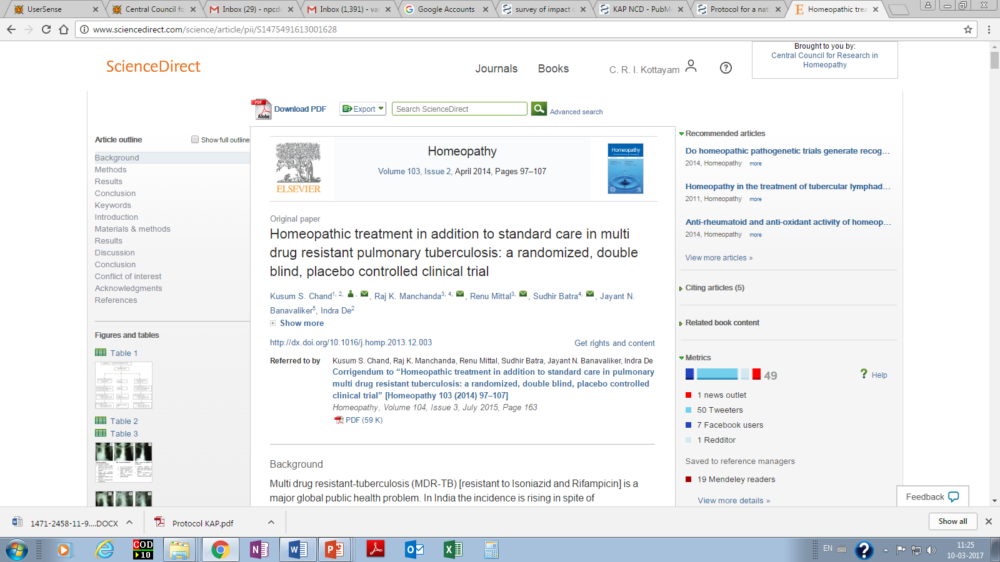 UserSense
Central Council fo
Inbox (29) - npcd
Inbox (1,391) - va
Google Accounts
survey of impact
KAP NCD - PubM
Protocol for a nat
Homeopathic trea
www.sciencedirect.com/science/article/pii/S1475491613001628
ScienceDirect
Journals
Books
C. R. I. Kottayam
Brought to you by:
Central Council for Research in
Homeopathy
Download PDF
Export
Search ScienceDirect
Advanced search
Article outline
Show full outline
Background
Methods
Results
Conclusion
Keywords
Introduction
Materials & methods
Results
Discussion
Conclusion
Conflict of interest
Acknowledgments
References
Figures and tables
Table 1
Table 2
Table 3
ELSEVIER
Homeopathy
Volume 103, Issue 2, April 2014, Pages 97–107
Homeopathy
Original paper
Homeopathic treatment in addition to standard care in multi
drug resistant pulmonary tuberculosis: a randomized, double
blind, placebo controlled clinical trial
Kusum S. Chand1, 2, , Raj K. Manchanda3, 4, , Renu Mittal3, , Sudhir Batra4, , Jayant N.
Banavaliker5, Indra De2
Show more
http://dx.doi.org/10.1016/j.homp.2013.12.003
Get rights and content
Referred to by
Kusum S. Chand, Raj K. Manchanda, Renu Mittal, Sudhir Batra, Jayant N. Banavaliker, Indra De
Corrigendum to “Homeopathic treatment in addition to standard care in pulmonary
multi drug resistant tuberculosis: a randomized, double blind, placebo controlled
clinical trial” [Homeopathy 103 (2014) 97–107]
Homeopathy, Volume 104, Issue 3, July 2015, Page 163
PDF (59 K)
Background
Multi drug resistant-tuberculosis (MDR-TB) [resistant to Isoniazid and Rifampicin] is a
major global public health problem. In India the incidence is rising in spite of
Recommended articles
Do homeopathic pathogenetic trials generate recog…
2014, Homeopathy more
Homeopathy in the treatment of tubercular lymphad…
2011, Homeopathy more
Anti-rheumatoid and anti-oxidant activity of homeop…
2014, Homeopathy more
View more articles »
Citing articles (5)
Related book content
Metrics
49
Help
1 news outlet
50 Tweeters
7 Facebook users
1 Redditor
Saved to reference managers
19 Mendeley readers
View more details »
Feedback
1471-2458-11-9....DOCX
Protocol KAP.pdf
Show all
COD
10
EN
11:25
10-03-2017